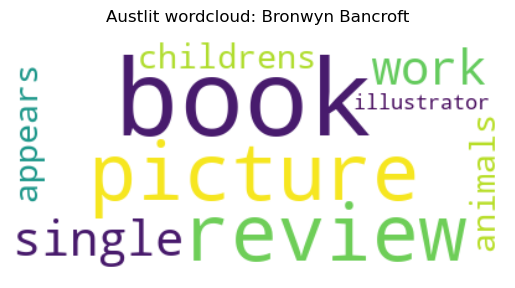 Austlit wordcloud: Bronwyn Bancroft
childrens
work
book
illustrator
appears
picture
animals
single
review